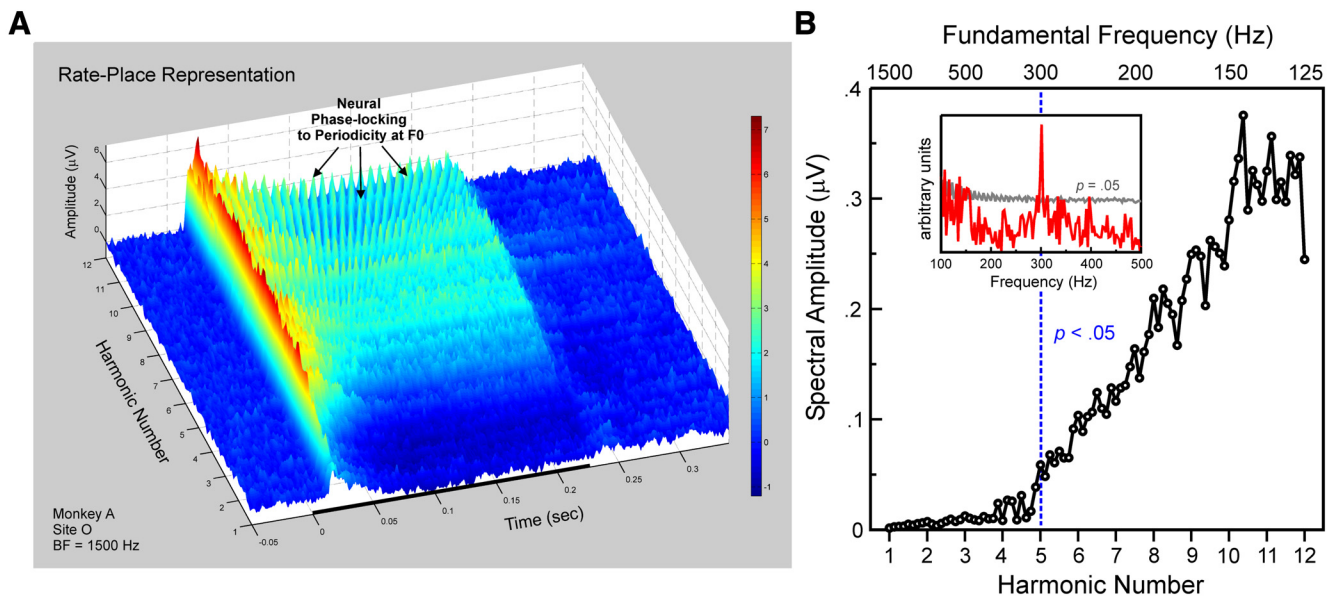 A
Rate-Place Representation
Neural
Phase-locking
to Periodicity at F0
Amplitude (μV)
6
4
2
0
12
11
10
9
8
7
6
5
4
3
2
1
Harmonic Number
-0.05
0
0.05
0.1
0.15
0.2
0.25
0.3
Time (sec)
7
6
5
4
3
2
1
0
-1
Monkey A
Site O
BF = 1500 Hz
B
Fundamental Frequency (Hz)
1500 500 300 200 150 125
.4
.3
.2
.1
0
Spectral Amplitude (μV)
arbitrary units
p = .05
100 200 300 400 500
Frequency (Hz)
p < .05
1 2 3 4 5 6 7 8 9 10 11 12
Harmonic Number